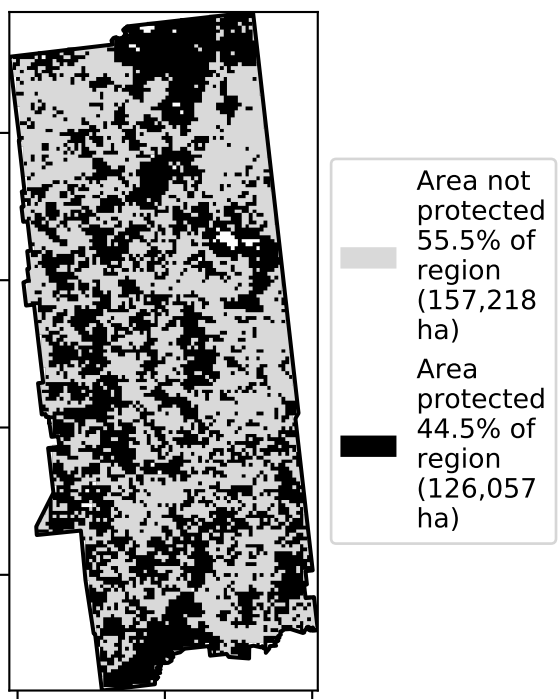 Area not
protected
55.5% of
region
(157,218
ha)
Area
protected
44.5% of
region
(126,057
ha)